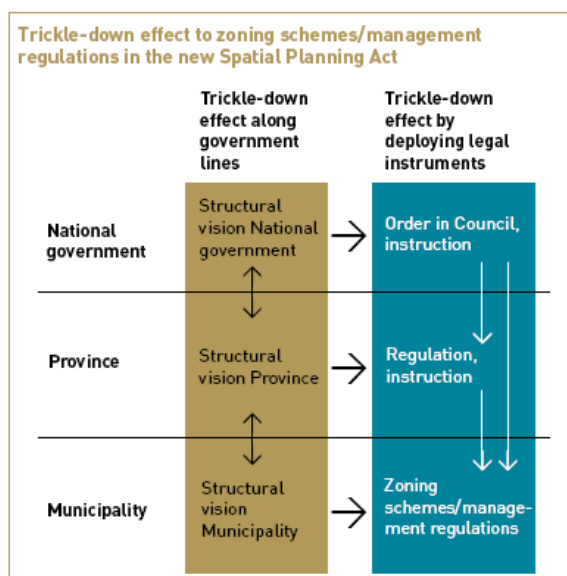 Trickle-down effect to zoning schemes/management
regulations in the new Spatial Planning Act
Trickle-down
effect along
government
lines
Trickle-down
effect by
deploying legal
instruments
National
government
Structural
vision National
government
Order in Council,
instruction
Province
Structural
vision Province
Regulation,
instruction
Municipality
Structural
vision
Municipality
Zoning
schemes/manage-
ment regulations